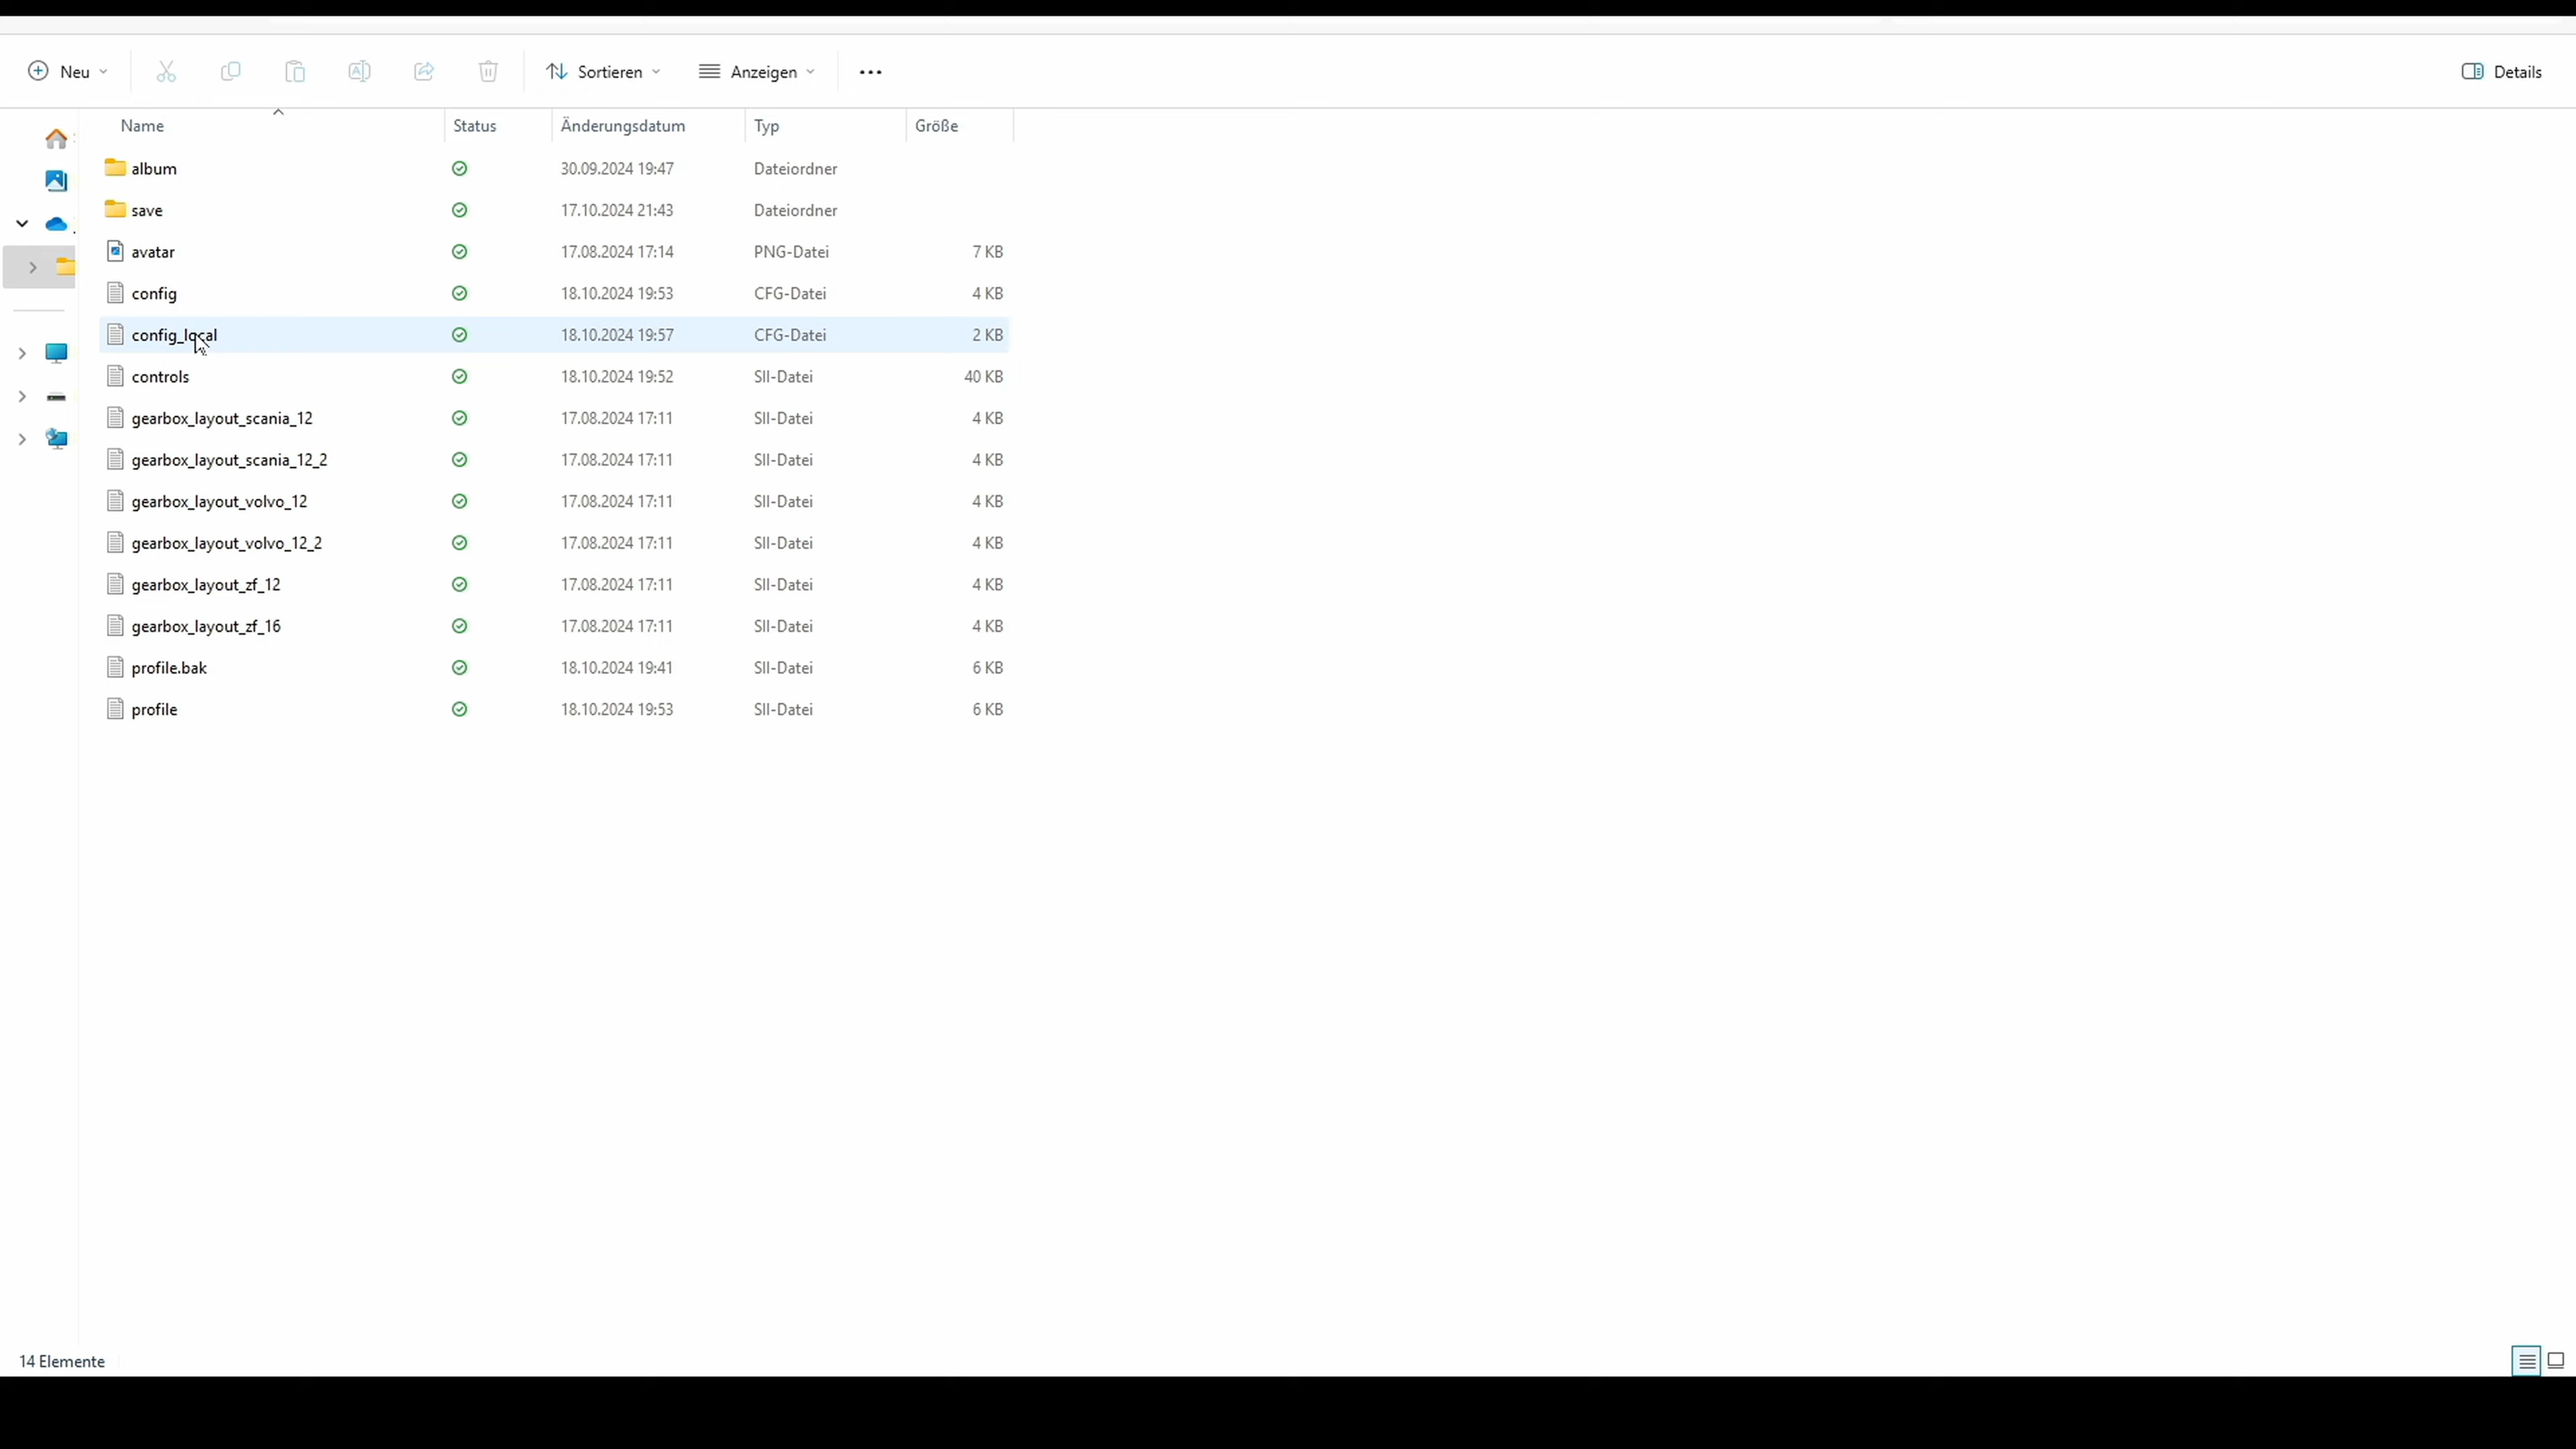 Neu Sortieren Anzeigen ... Details
Name Status Änderungsdatum Typ Größe
album 30.09.2024 19:47 Dateiordner
save 17.10.2024 21:43 Dateiordner
avatar 17.08.2024 17:14 PNG-Datei 7 KB
config 18.10.2024 19:53 CFG-Datei 4 KB
config_local 18.10.2024 19:57 CFG-Datei 2 KB
controls 18.10.2024 19:52 SII-Datei 40 KB
gearbox_layout_scania_12 17.08.2024 17:11 SII-Datei 4 KB
gearbox_layout_scania_12_2 17.08.2024 17:11 SII-Datei 4 KB
gearbox_layout_volvo_12 17.08.2024 17:11 SII-Datei 4 KB
gearbox_layout_volvo_12_2 17.08.2024 17:11 SII-Datei 4 KB
gearbox_layout_zf_12 17.08.2024 17:11 SII-Datei 4 KB
gearbox_layout_zf_16 17.08.2024 17:11 SII-Datei 4 KB
profile.bak 18.10.2024 19:41 SII-Datei 6 KB
profile 18.10.2024 19:53 SII-Datei 6 KB
14 Elemente